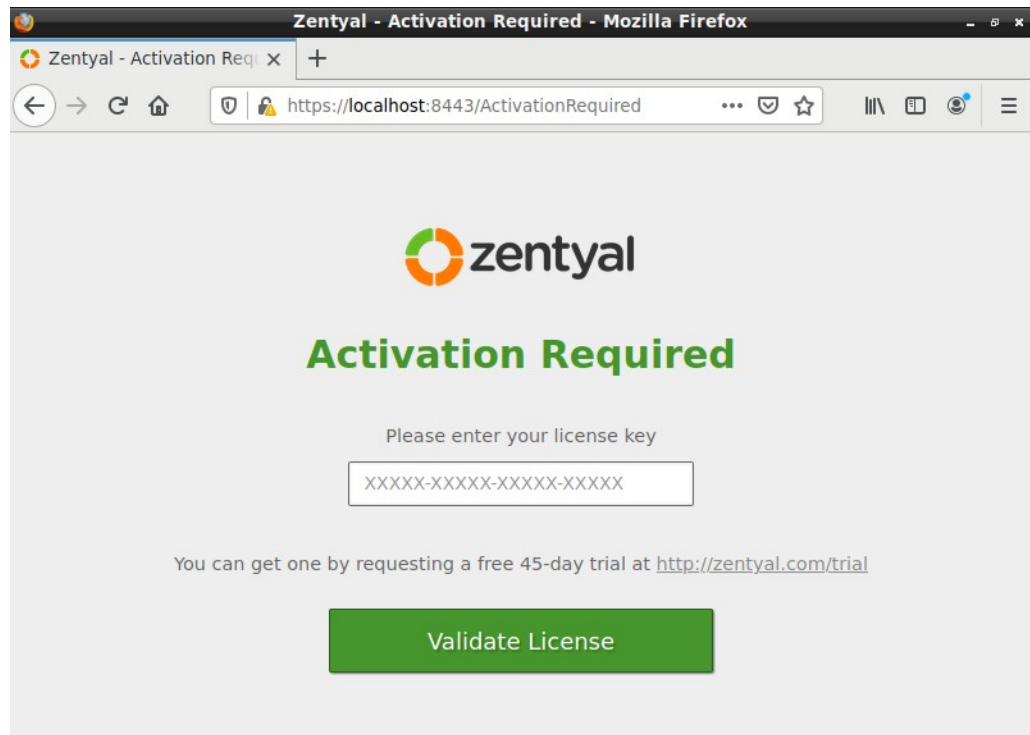 Zentyal - Activation Required - Mozilla Firefox
Zentyal - Activation Req
https://localhost:8443/ActivationRequired
zentyal
Activation Required
Please enter your license key
XXXXX-XXXXX-XXXXX-XXXXX
You can get one by requesting a free 45-day trial at http://zentyal.com/trial
Validate License